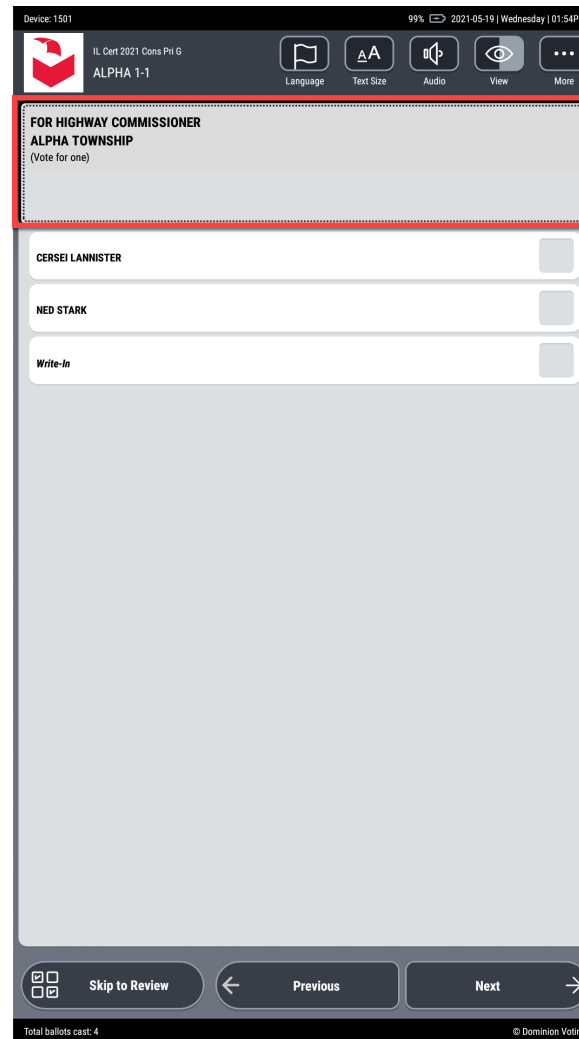 Device: 1501 99% 2021-05-19 | Wednesday | 01:54P
IL Cert 2021 Cons Pri G
ALPHA 1-1
AA
Language Text Size Audio View More
FOR HIGHWAY COMMISSIONER
ALPHA TOWNSHIP
(Vote for one)
CERSEI LANNISTER
NED STARK
Write-In
Skip to Review Previous Next
Total ballots cast: 4 © Dominion Votin